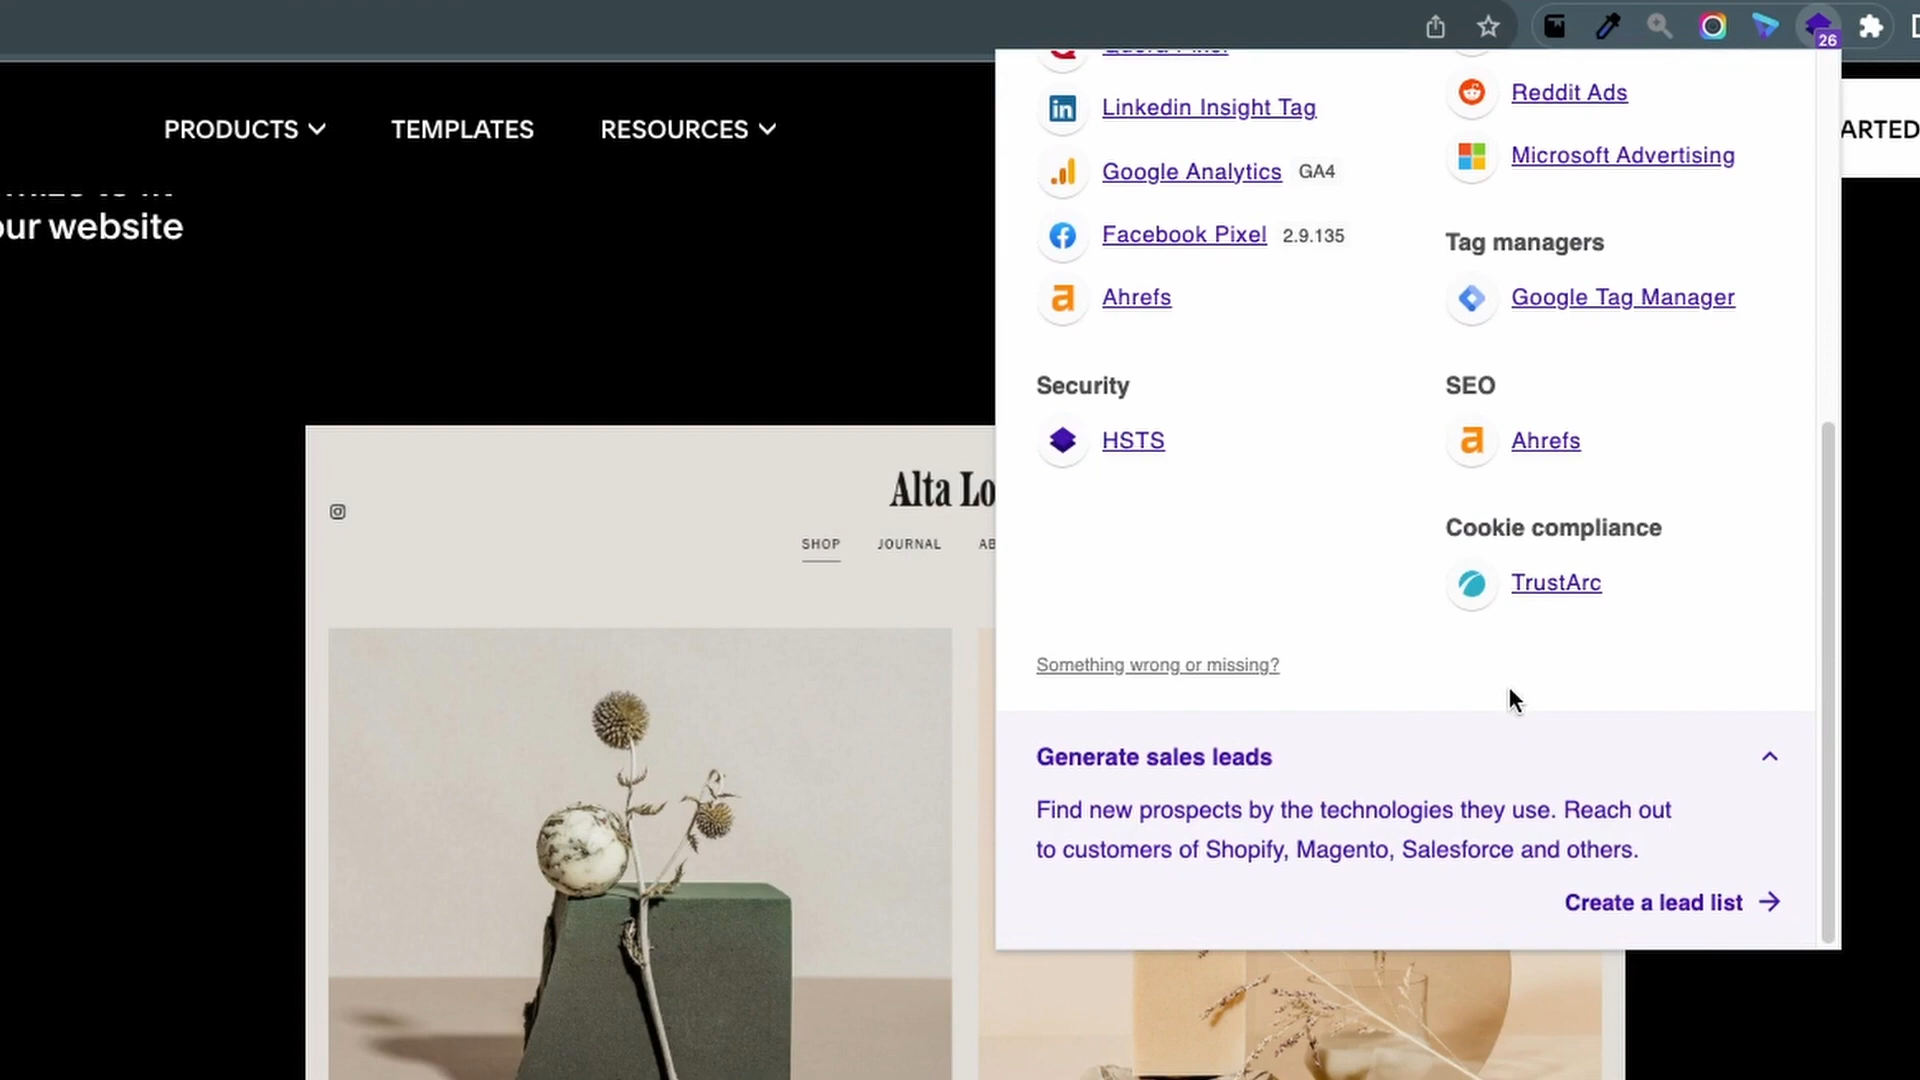 26
PRODUCTS
TEMPLATES
RESOURCES
ARTED
our website
Alta Lo
SHOP
JOURNAL
AB
Linkedin Insight Tag
Google Analytics GA4
Facebook Pixel 2.9.135
Ahrefs
Security
HSTS
Reddit Ads
Microsoft Advertising
Tag managers
Google Tag Manager
SEO
Ahrefs
Cookie compliance
TrustArc
Something wrong or missing?
Generate sales leads
Find new prospects by the technologies they use. Reach out
to customers of Shopify, Magento, Salesforce and others.
Create a lead list